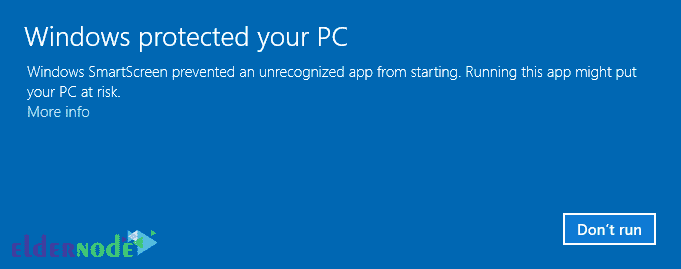 Windows protected your PC
Windows SmartScreen prevented an unrecognized app from starting. Running this app might put
your PC at risk.
More info
Don't run
eldernode